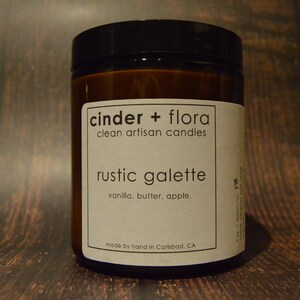 cinder + flora
clean artisan candles
rustic galette
vanilla. butter. apple.
made by hand in Carlsbad, CA